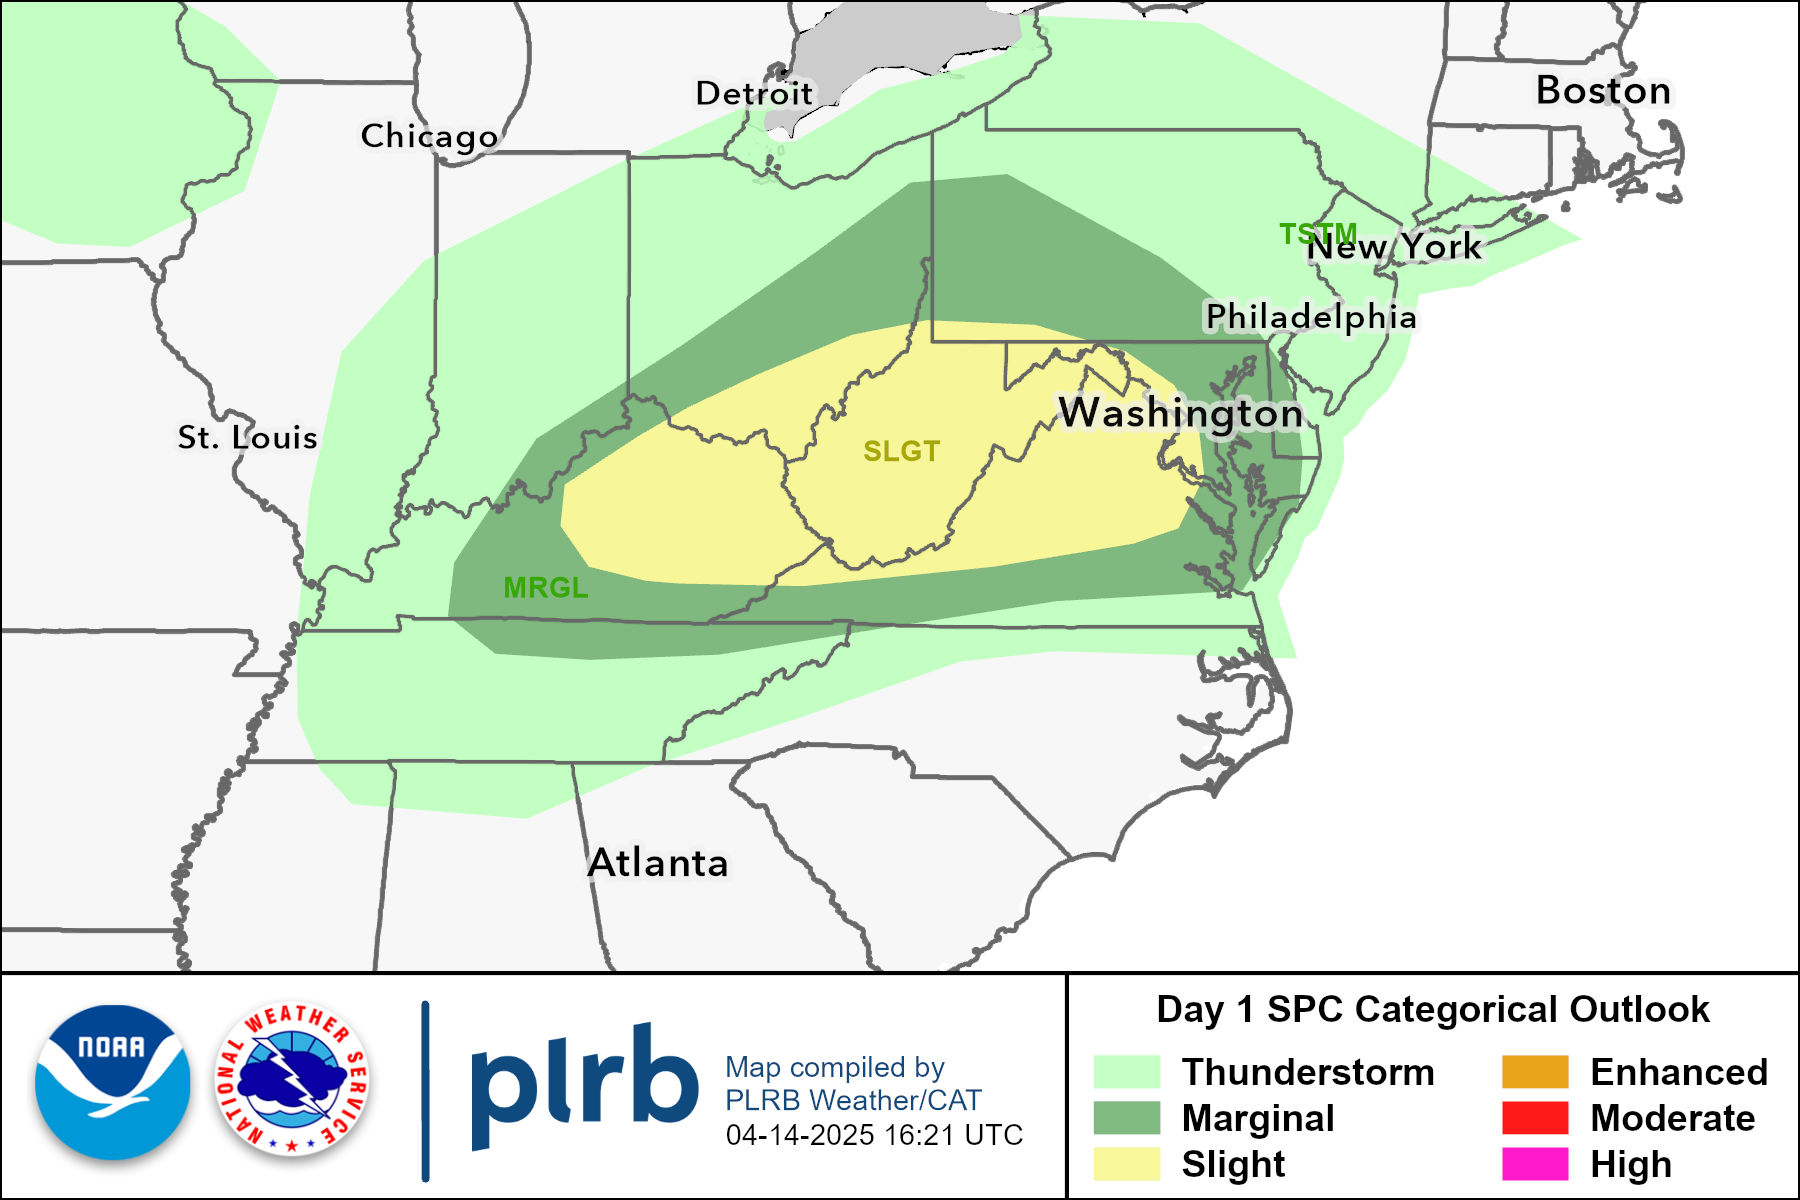 Detroit
Boston
Chicago
TSTM
New York
Philadelphia
Washington
St. Louis
SLGT
MRGL
Atlanta
NOAA
NATIONAL WEATHER SERVICE
plrb
Map compiled by
PLRB Weather/CAT
04-14-2025 16:21 UTC
Day 1 SPC Categorical Outlook
Thunderstorm
Enhanced
Marginal
Moderate
Slight
High